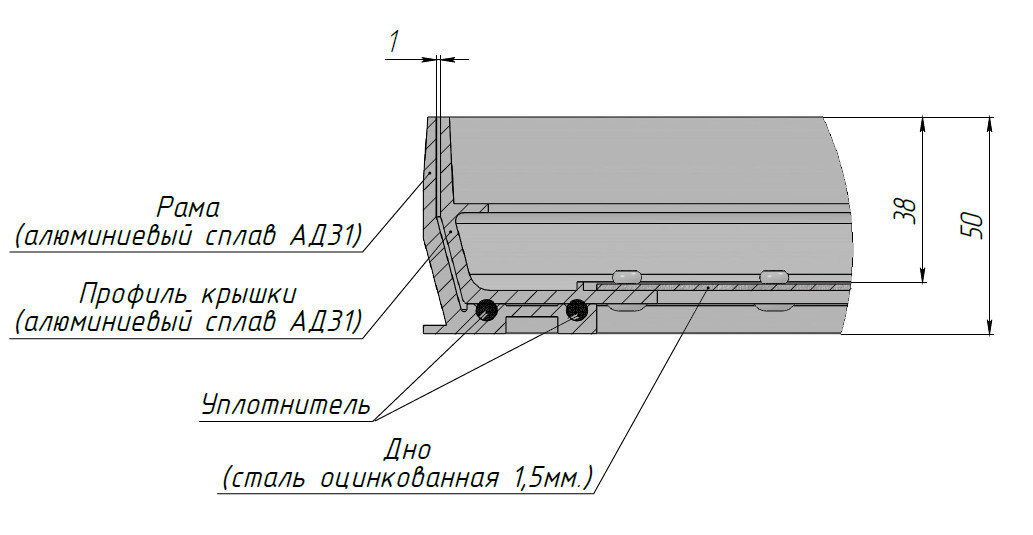 1
Рама
(алюминиевый сплав АД31)
Профиль крышки
(алюминиевый сплав АД31)
Уплотнитель
Дно
(сталь оцинкованная 1,5мм.)
38
50